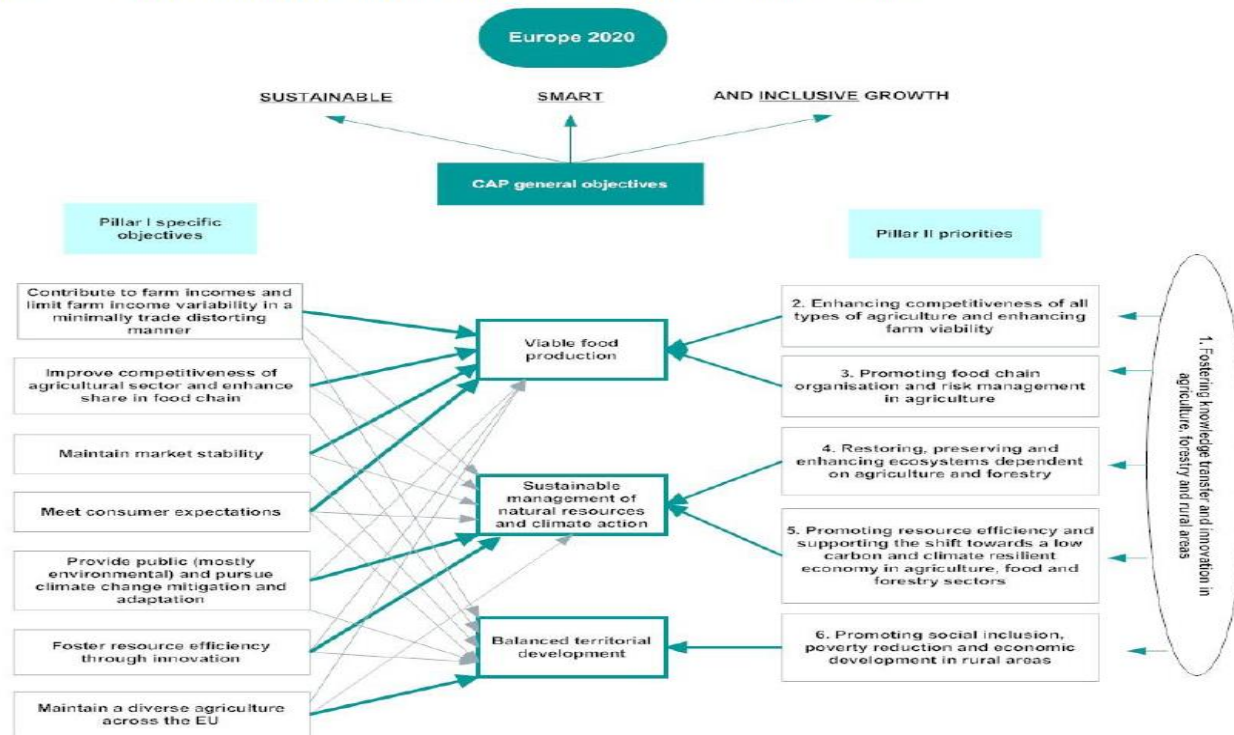 Europe 2020
SUSTAINABLE
SMART
AND INCLUSIVE GROWTH
CAP general objectives
Pillar I specific
objectives
Pillar II priorities
Contribute to farm incomes and
limit farm income variability in a
minimally trade distorting
manner
Improve competitiveness of
agricultural sector and enhance
share in food chain
Maintain market stability
Meet consumer expectations
Provide public (mostly
environmental) and pursue
climate change mitigation and
adaptation
Foster resource efficiency
through innovation
Maintain a diverse agriculture
across the EU
Viable food
production
Sustainable
management of
natural resources
and climate action
Balanced territorial
development
2. Enhancing competitiveness of all
types of agriculture and enhancing
farm viability
3. Promoting food chain
organisation and risk management
in agriculture
4. Restoring, preserving and
enhancing ecosystems dependent
on agriculture and forestry
5. Promoting resource efficiency and
supporting the shift towards a low
carbon and climate resilient
economy in agriculture, food and
forestry sectors
6. Promoting social inclusion,
poverty reduction and economic
development in rural areas
1. Fostering knowledge transfer and innovation in
agriculture, forestry and rural areas